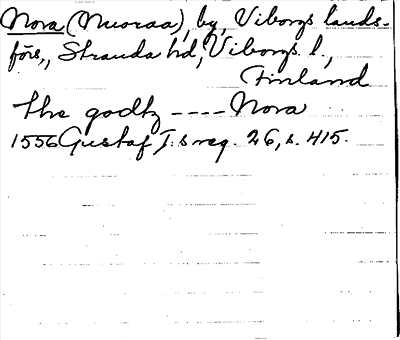 Nora (Nuoraa), by, Viborgs lands-
förs., Stranda hd, Viborgs l.,
Finland
the godtz ---- Nora
1556 Gustaf I:s reg. 26, s. 415.